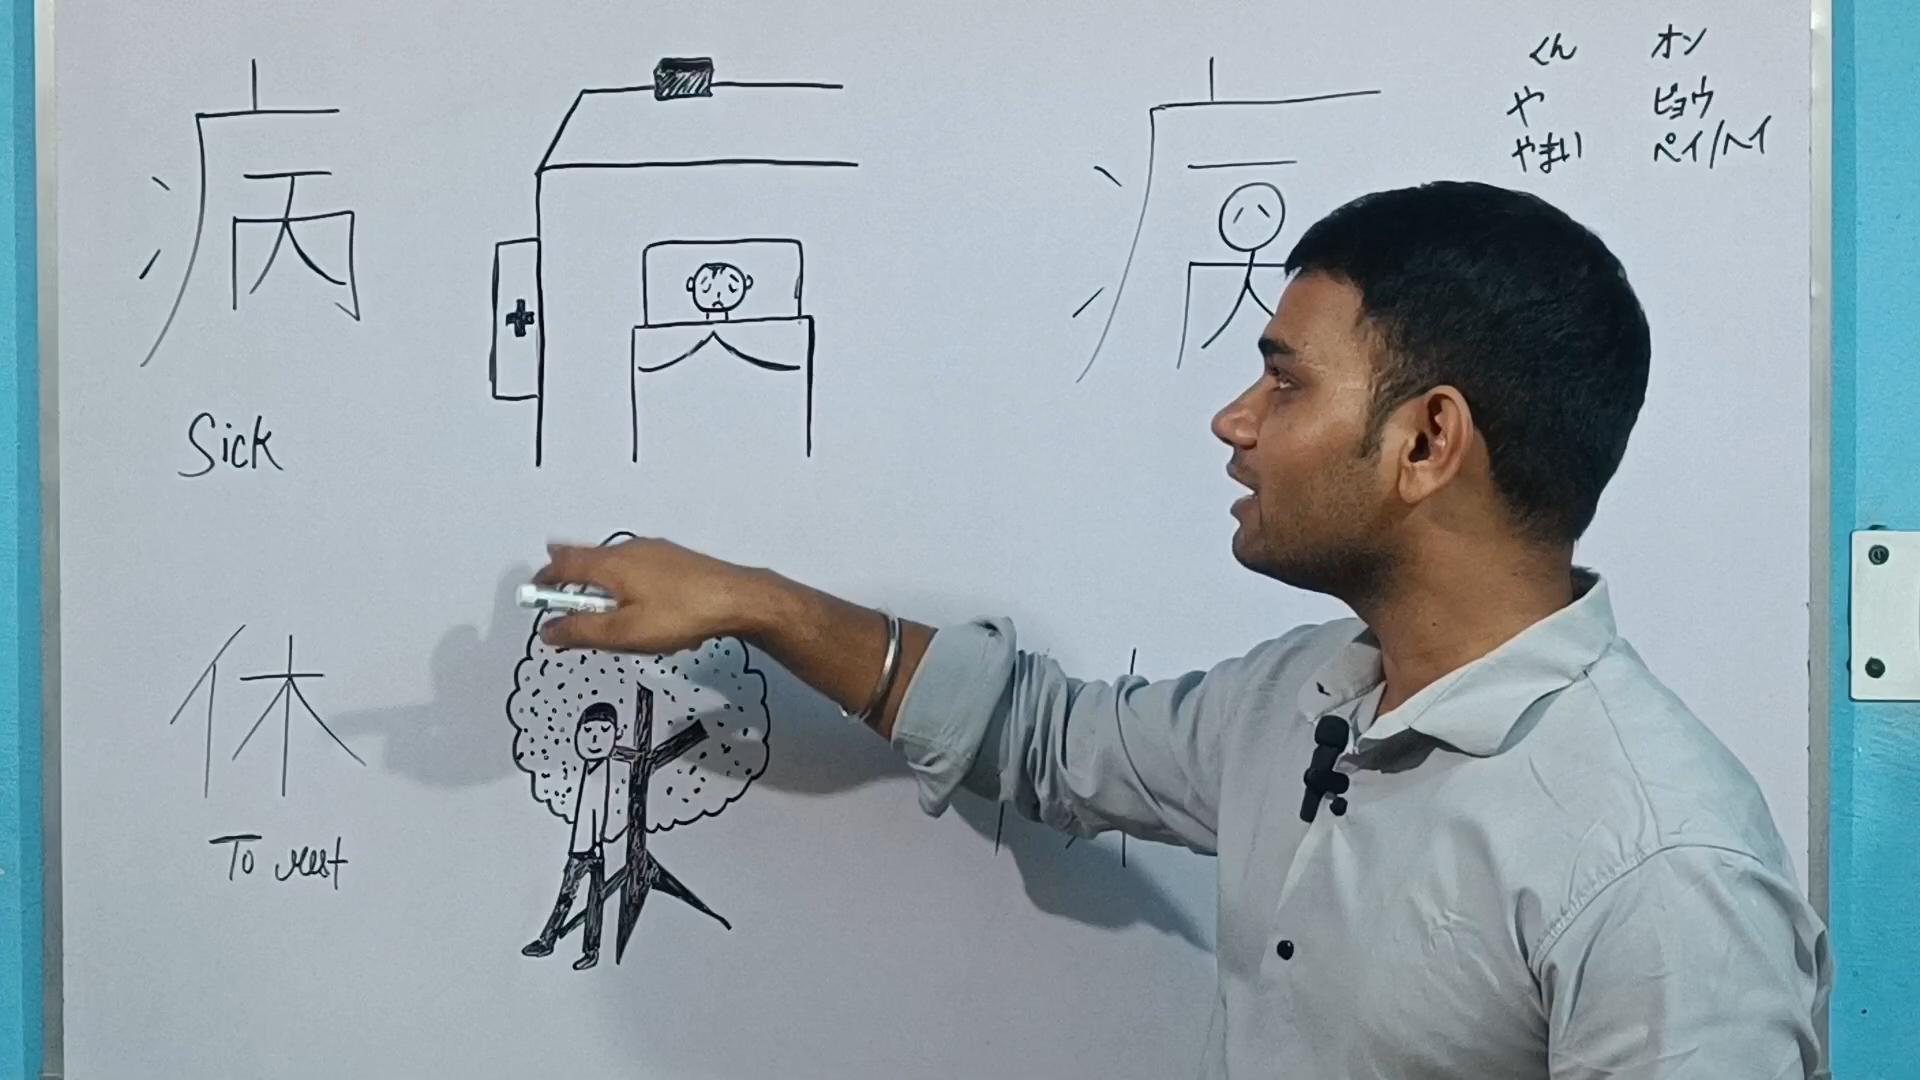 病
Sick
くん オン
や ビョウ
やまい ペイ/ヘイ
休
To rest